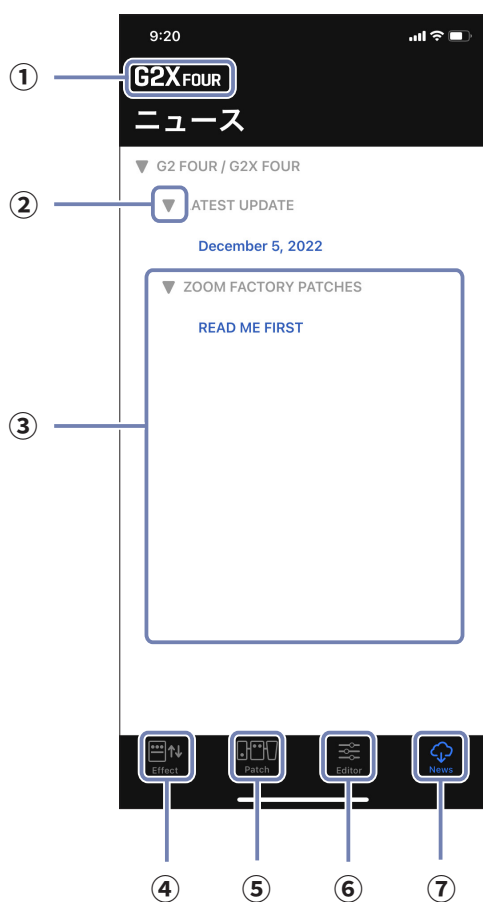 9:20
①
G2X FOUR
ニュース
▼ G2 FOUR / G2X FOUR
②
▼ ATEST UPDATE
December 5, 2022
▼ ZOOM FACTORY PATCHES
READ ME FIRST
③
Effect
Patch
Editor
News
④
⑤
⑥
⑦